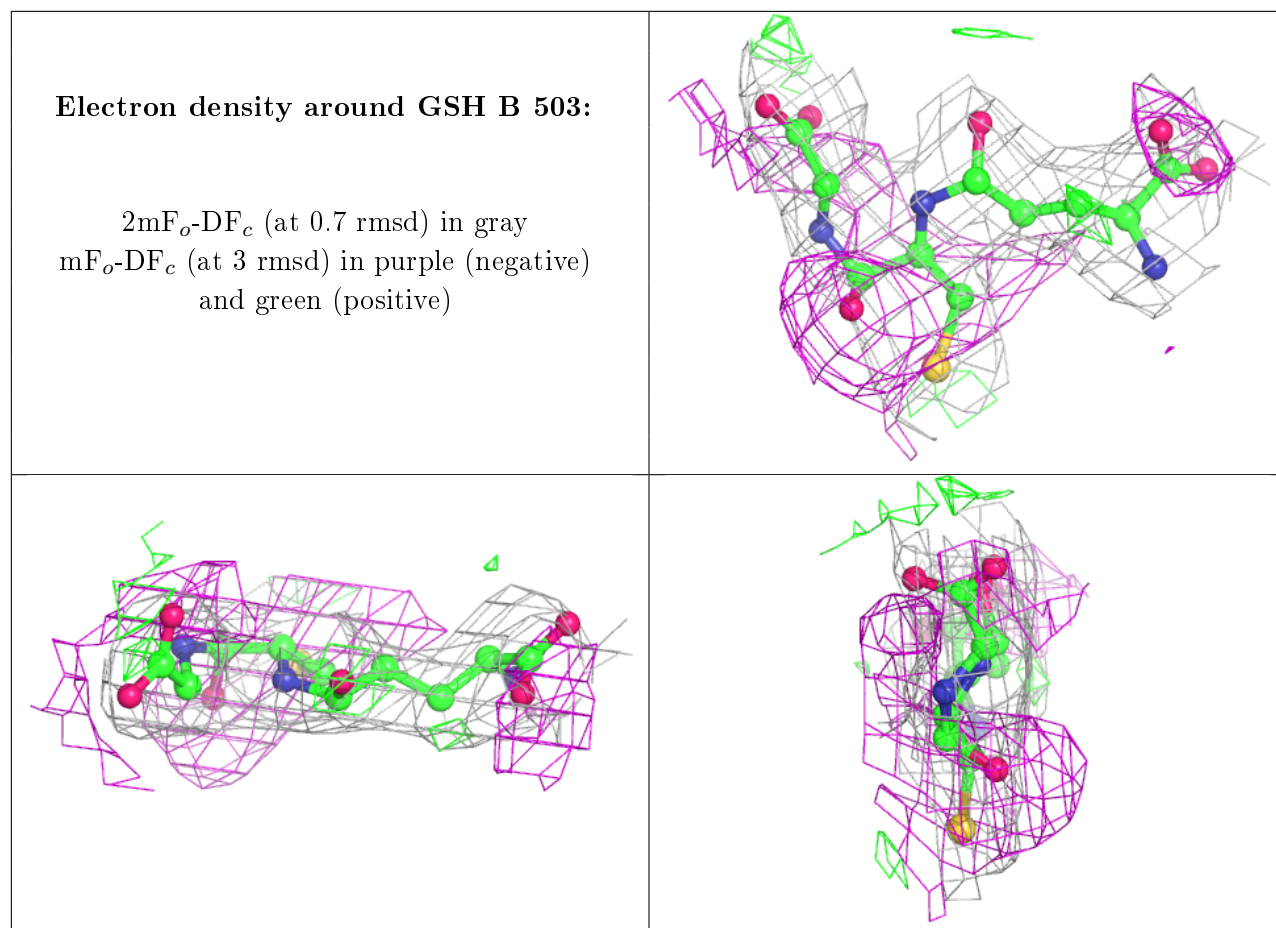 Electron density around GSH B 503:
2mFo-DFc (at 0.7 rmsd) in gray
mFo-DFc (at 3 rmsd) in purple (negative)
and green (positive)